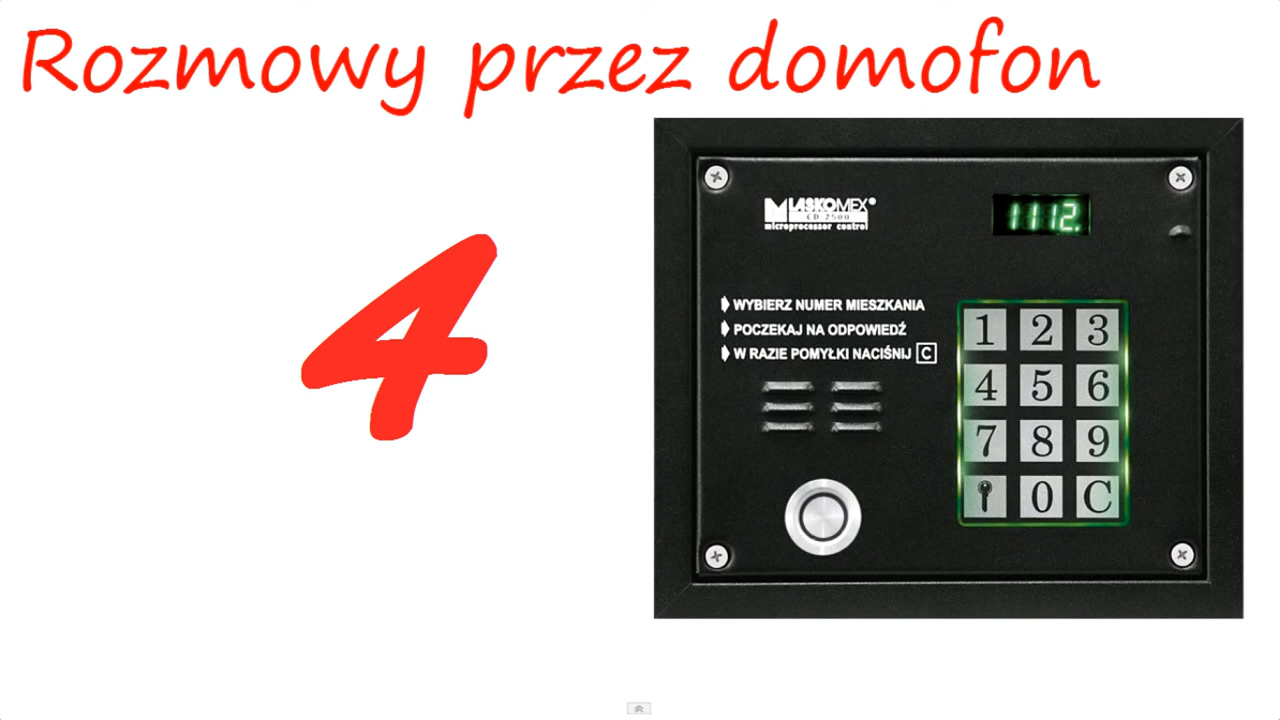 Rozmowy przez domofon
4
LASKOMEX®
CD 2500
microprocessor control
1112.
WYBIERZ NUMER MIESZKANIA
POCZEKAJ NA ODPOWIEDŹ
W RAZIE POMYŁKI NACIŚNIJ C
1 2 3
4 5 6
7 8 9
0 C